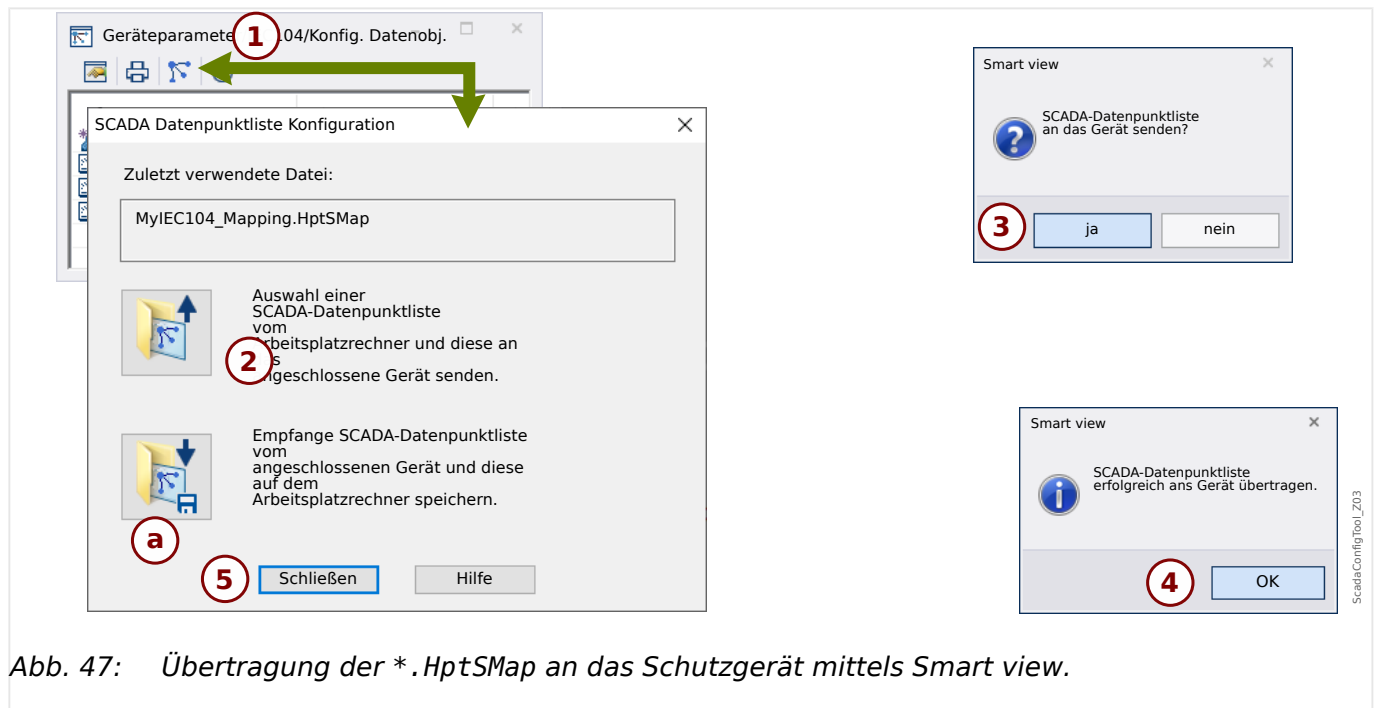 Geräteparameter 104/Konfig. Datenobj.
1
SCADA Datenpunktliste Konfiguration
Zuletzt verwendete Datei:
MyIEC104_Mapping.HptSMap
Auswahl einer
SCADA-Datenpunktliste
vom
Arbeitsplatzrechner und diese an
angeschlossene Gerät senden.
2
Empfange SCADA-Datenpunktliste
vom
angeschlossenen Gerät und diese
auf dem
Arbeitsplatzrechner speichern.
a
5
Schließen
Hilfe
Smart view
SCADA-Datenpunktliste
an das Gerät senden?
3
ja
nein
Smart view
SCADA-Datenpunktliste
erfolgreich ans Gerät übertragen.
4
OK
ScadaConfigTool_Z03
Abb. 47: Übertragung der *.HptSMap an das Schutzgerät mittels Smart view.